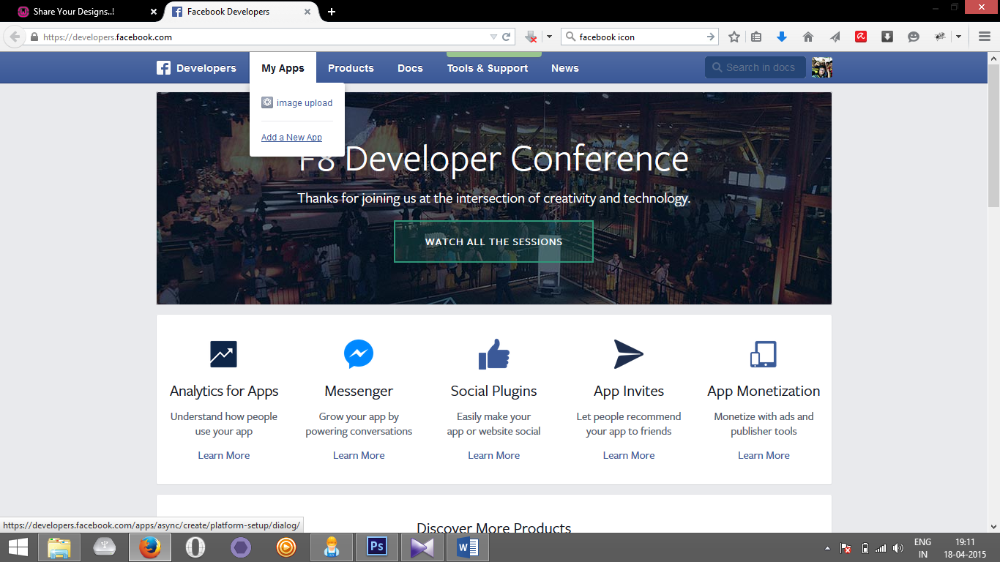 Share Your Designs..!
Facebook Developers
https://developers.facebook.com
facebook icon
Developers
My Apps
Products
Docs
Tools & Support
News
Search in docs
image upload
Add a New App
F8 Developer Conference
Thanks for joining us at the intersection of creativity and technology.
WATCH ALL THE SESSIONS
Analytics for Apps
Understand how people
use your app
Learn More
Messenger
Grow your app by
powering conversations
Learn More
Social Plugins
Easily make your
app or website social
Learn More
App Invites
Let people recommend
your app to friends
Learn More
App Monetization
Monetize with ads and
publisher tools
Learn More
Discover More Products
https://developers.facebook.com/apps/async/create/platform-setup/dialog/
Ps
W
ENG
IN
19:11
18-04-2015